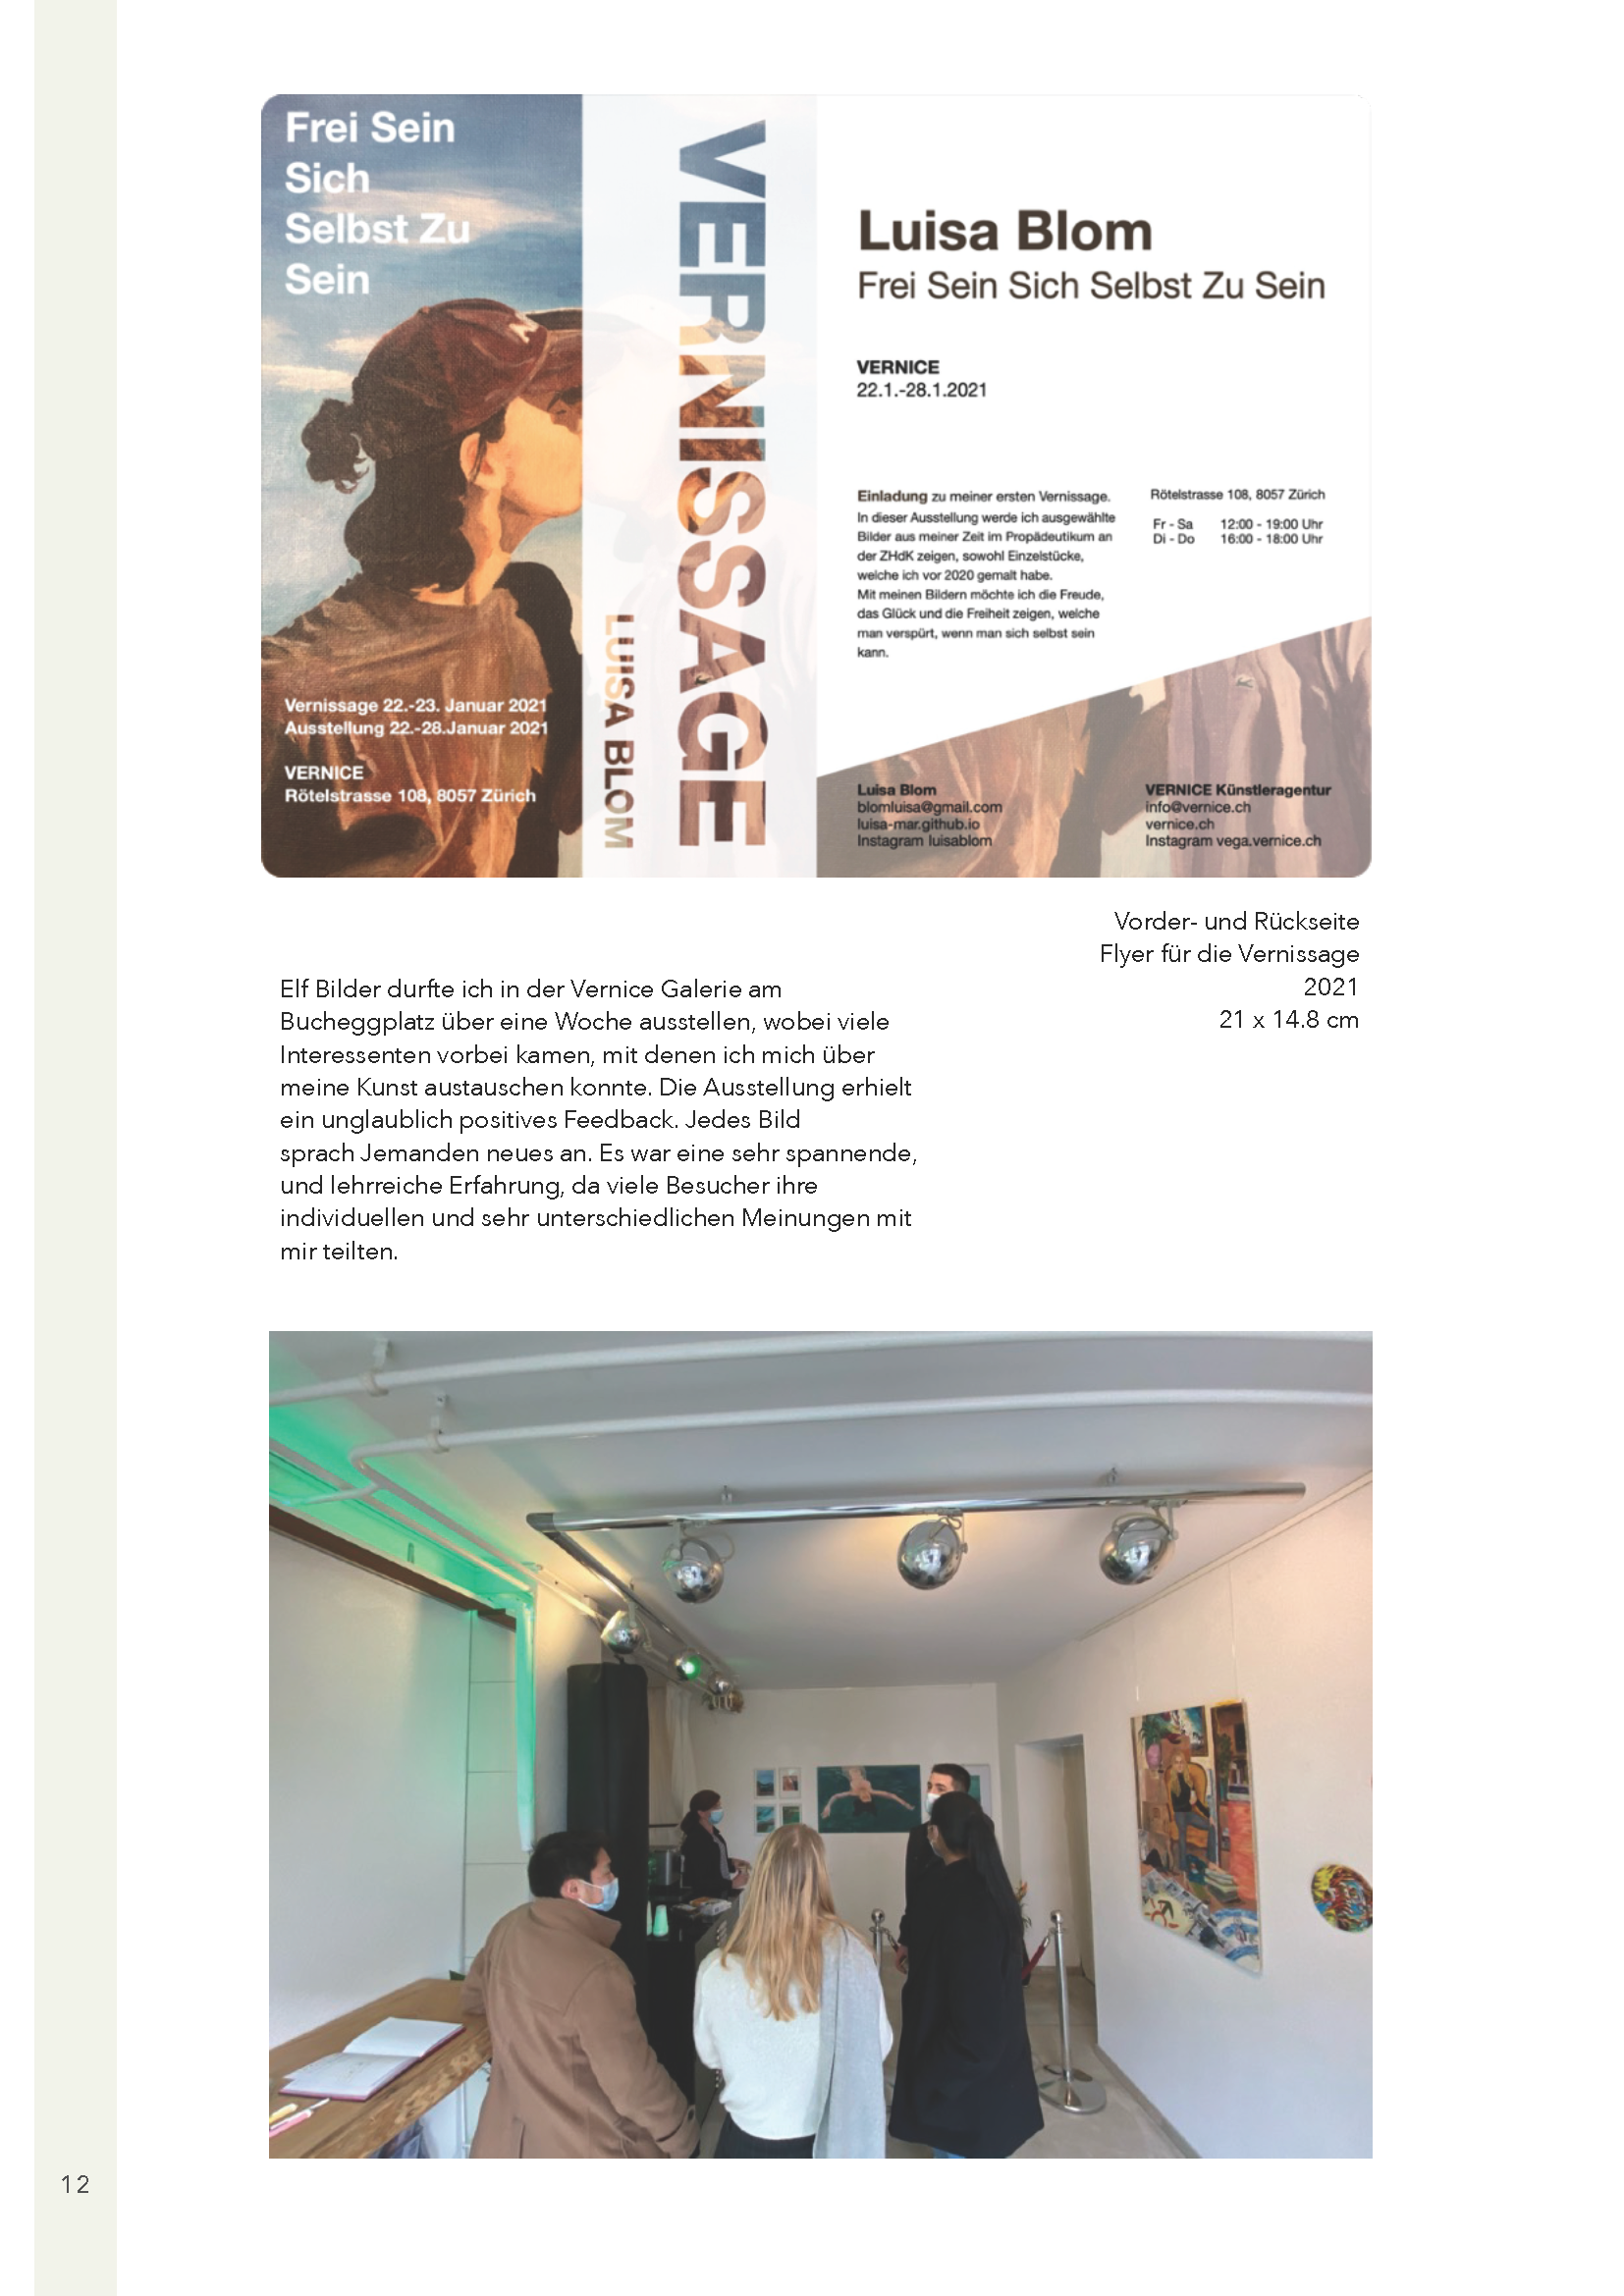 Frei Sein
Sich
Selbst Zu
Sein
Vernissage 22.-23. Januar 2021
Ausstellung 22.-28.Januar 2021
VERNICE
Rötelstrasse 108, 8057 Zürich
VERNISSAGE
LUISA BLOM
Luisa Blom
Frei Sein Sich Selbst Zu Sein
VERNICE
22.1.-28.1.2021
Einladung zu meiner ersten Vernissage.
In dieser Ausstellung werde ich ausgewählte
Bilder aus meiner Zeit im Propädeutikum an
der ZHdK zeigen, sowohl Einzelstücke,
welche ich vor 2020 gemalt habe.
Mit meinen Bildern möchte ich die Freude,
das Glück und die Freiheit zeigen, welche
man verspürt, wenn man sich selbst sein
kann.
Rötelstrasse 108, 8057 Zürich
Fr - Sa 12:00 - 19:00 Uhr
Di - Do 16:00 - 18:00 Uhr
Luisa Blom
blomluisa@gmail.com
luisa-mar.github.io
Instagram luisablom
VERNICE Künstleragentur
info@vernice.ch
vernice.ch
Instagram vega.vernice.ch
Vorder- und Rückseite
Flyer für die Vernissage
2021
21 x 14.8 cm
Elf Bilder durfte ich in der Vernice Galerie am
Bucheggplatz über eine Woche ausstellen, wobei viele
Interessenten vorbei kamen, mit denen ich mich über
meine Kunst austauschen konnte. Die Ausstellung erhielt
ein unglaublich positives Feedback. Jedes Bild
sprach Jemanden neues an. Es war eine sehr spannende,
und lehrreiche Erfahrung, da viele Besucher ihre
individuellen und sehr unterschiedlichen Meinungen mit
mir teilten.
12